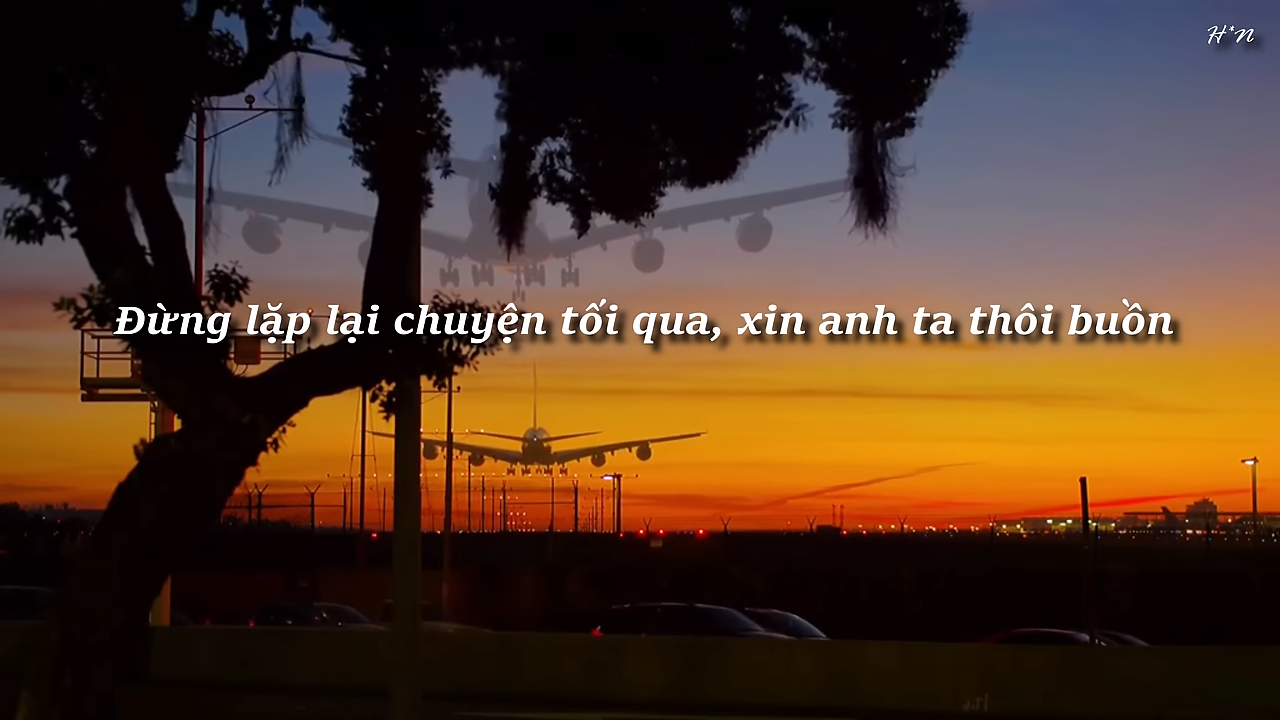 H*N
Đừng lặp lại chuyện tối qua, xin anh ta thôi buồn